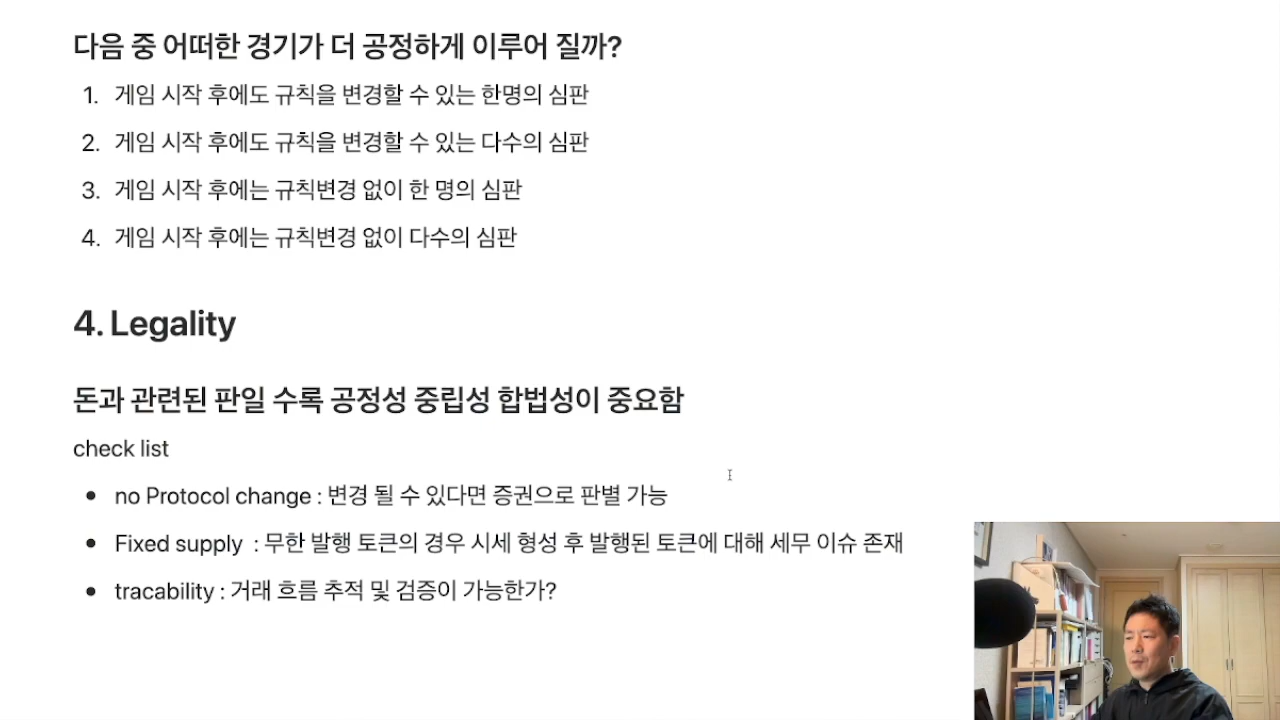 다음 중 어떠한 경기가 더 공정하게 이루어 질까?
1. 게임 시작 후에도 규칙을 변경할 수 있는 한명의 심판
2. 게임 시작 후에도 규칙을 변경할 수 있는 다수의 심판
3. 게임 시작 후에는 규칙변경 없이 한 명의 심판
4. 게임 시작 후에는 규칙변경 없이 다수의 심판
4. Legality
돈과 관련된 판일 수록 공정성 중립성 합법성이 중요함
check list
• no Protocol change : 변경 될 수 있다면 증권으로 판별 가능
• Fixed supply : 무한 발행 토큰의 경우 시세 형성 후 발행된 토큰에 대해 세무 이슈 존재
• tracability : 거래 흐름 추적 및 검증이 가능한가?